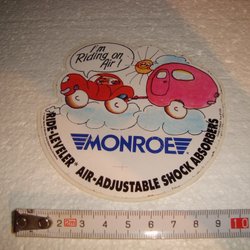 I'm
Riding on
Air!
MONROE
RIDE-LEVELER® AIR-ADJUSTABLE SHOCK ABSORBERS
1 2 3 4 5 6 7 8 9 10
2m